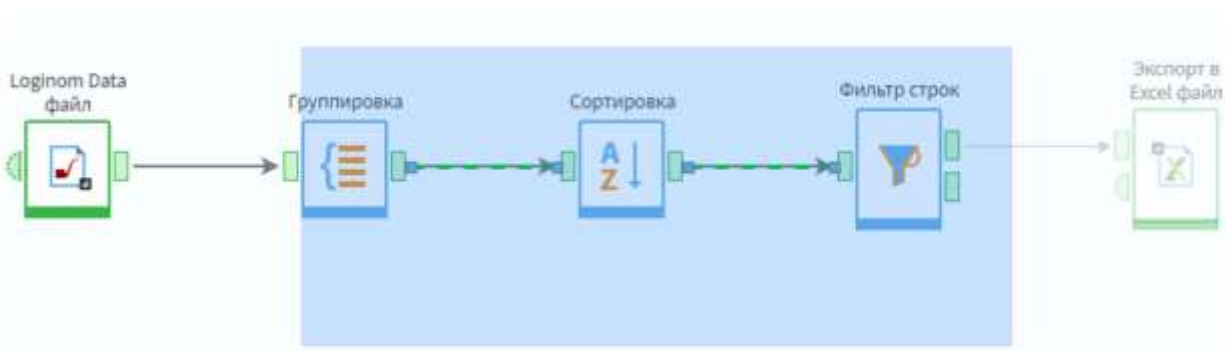 Loginom Data
файл
Группировка
Сортировка
A
Z
Фильтр строк
Экспорт в
Excel файл